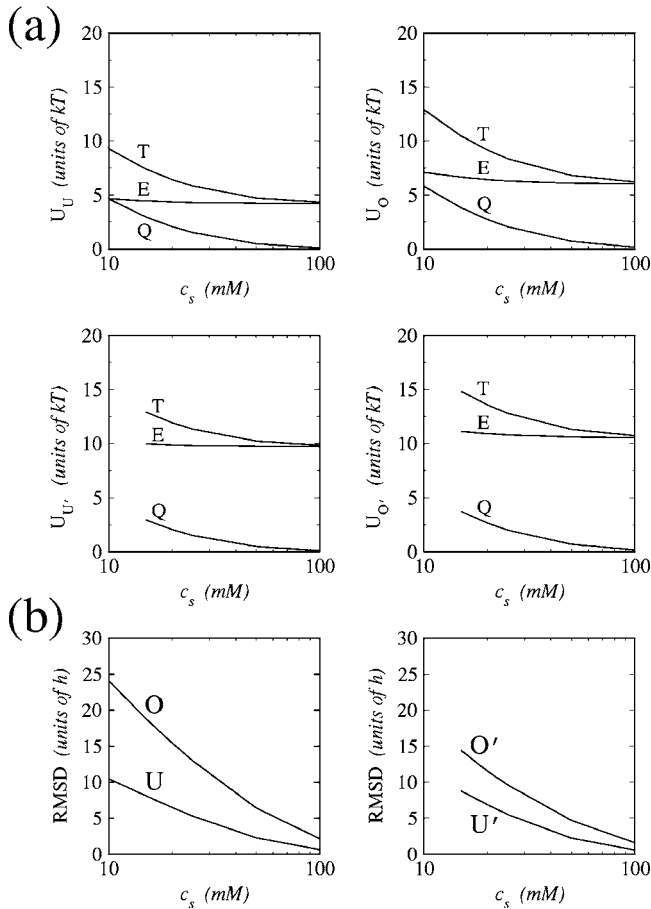 (a)
20
15
10
5
0
U_U (units of kT)
T
E
Q
10
100
c_s (mM)
20
15
10
5
0
U_O (units of kT)
T
E
Q
10
100
c_s (mM)
20
15
10
5
0
U_U' (units of kT)
T
E
Q
10
100
c_s (mM)
20
15
10
5
0
U_O' (units of kT)
T
E
Q
10
100
c_s (mM)
(b)
30
25
20
15
10
5
0
RMSD (units of h)
O
U
10
100
c_s (mM)
30
25
20
15
10
5
0
RMSD (units of h)
O'
U'
10
100
c_s (mM)